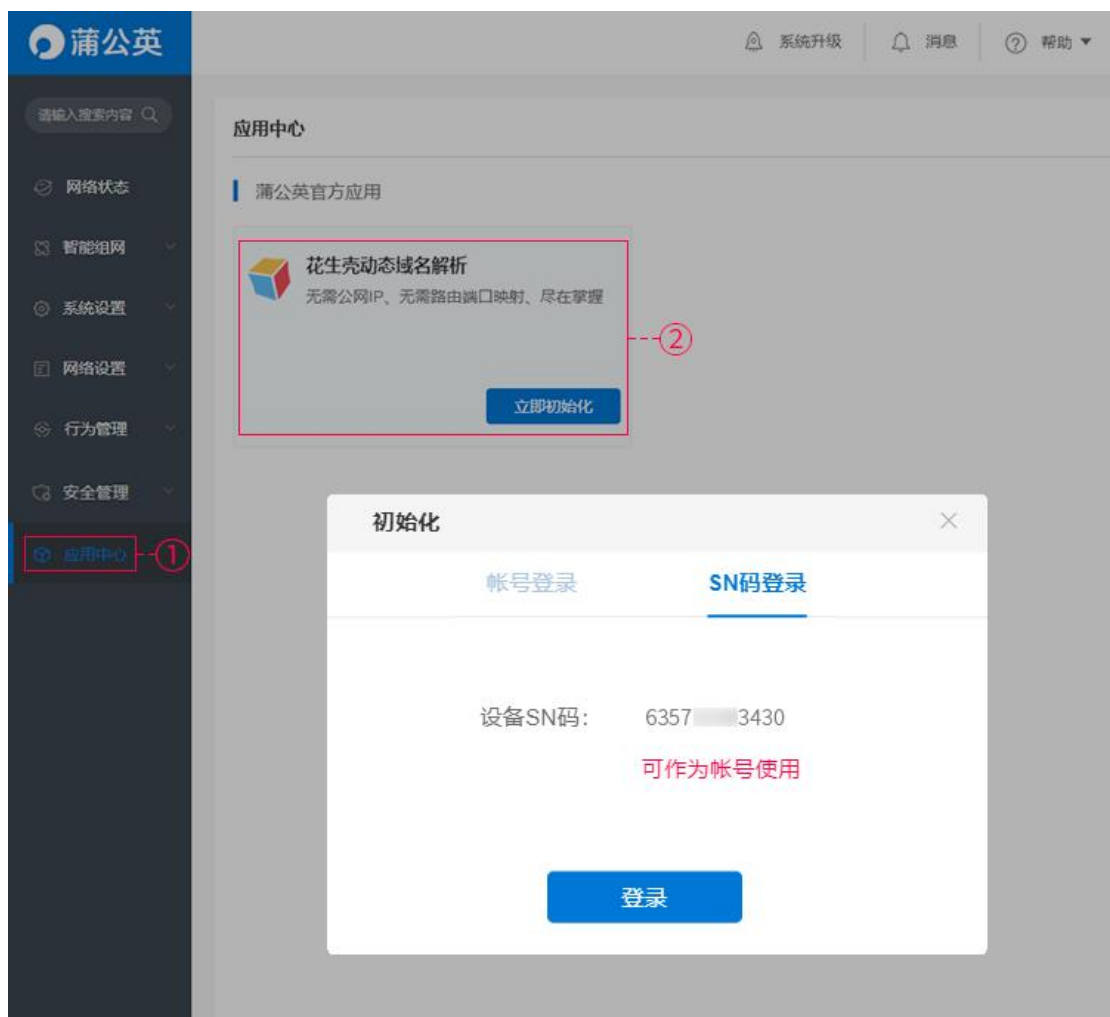 蒲公英
系统升级
消息
帮助
请输入搜索内容
应用中心
网络状态
蒲公英官方应用
智能组网
花生壳动态域名解析
无需公网IP、无需路由端口映射、尽在掌握
系统设置
②
网络设置
立即初始化
行为管理
安全管理
初始化
应用中心
①
帐号登录
SN码登录
设备SN码：
6357
3430
可作为帐号使用
登录